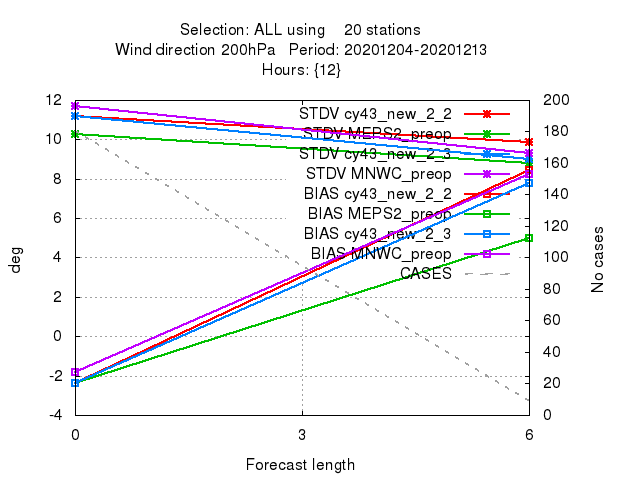 Selection: ALL using 20 stations
Wind direction 200hPa Period: 20201204-20201213
Hours: {12}
12 200
STDV cy43_new_2_2
180
STDV MEPS2_preop
10
STDV cy43_new_2_3
160
8
STDV MNWC_preop
140
BIAS cy43_new_2_2
6
BIAS MEPS2_preop
120
BIAS cy43_new_2_3
4
BIAS MNWC_preop
100
CASES
deg
No cases
2
80
60
0
40
-2
20
-4 0
0 3 6
Forecast length